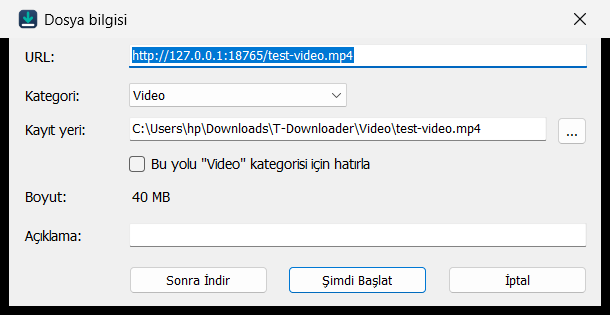 Dosya bilgisi
URL: http://127.0.0.1:18765/test-video.mp4
Kategori: Video
Kayıt yeri: C:\Users\hp\Downloads\T-Downloader\Video\test-video.mp4 ...
Bu yolu "Video" kategorisi için hatırla
Boyut: 40 MB
Açıklama:
Sonra İndir Şimdi Başlat İptal